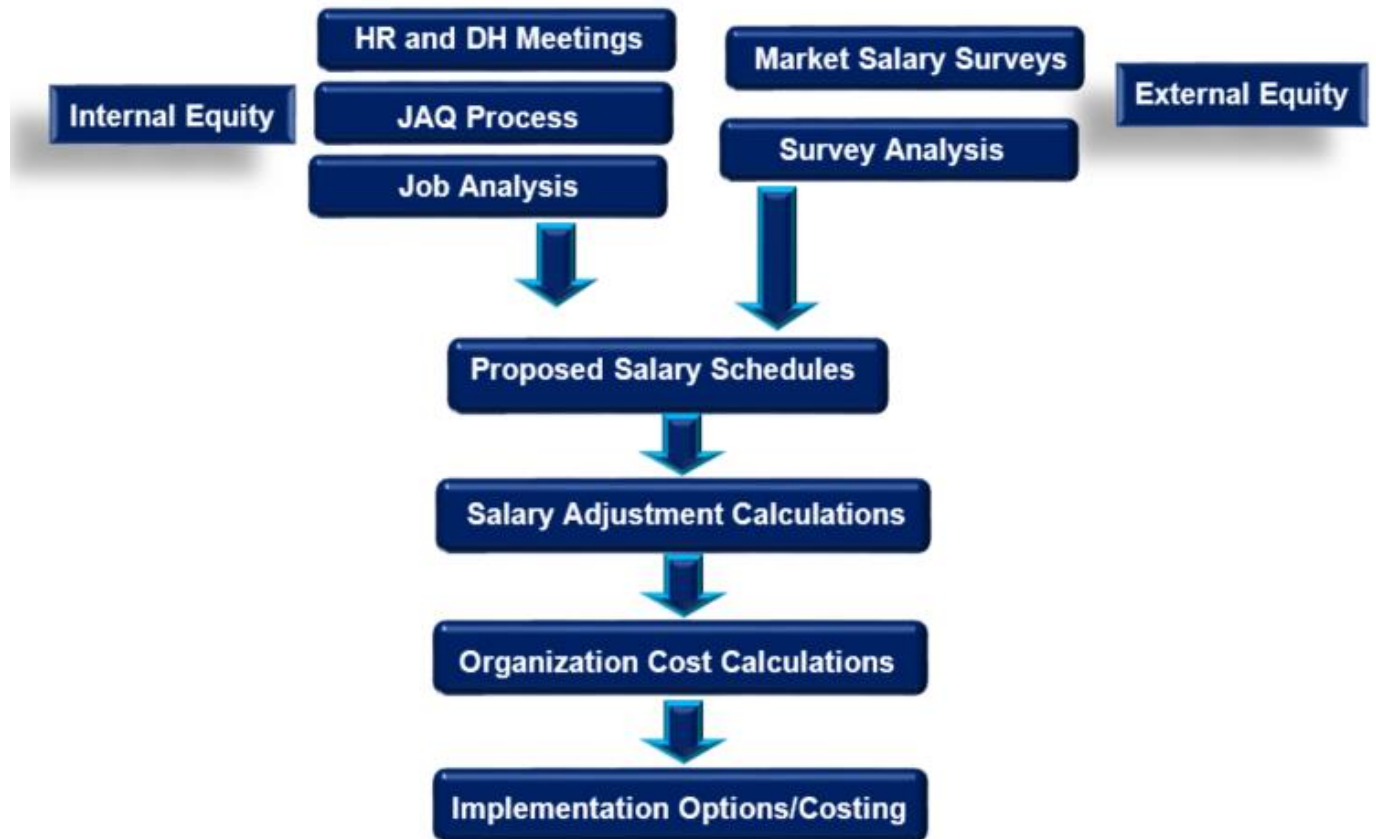 HR and DH Meetings
Market Salary Surveys
Internal Equity
JAQ Process
External Equity
Survey Analysis
Job Analysis
Proposed Salary Schedules
Salary Adjustment Calculations
Organization Cost Calculations
Implementation Options/Costing